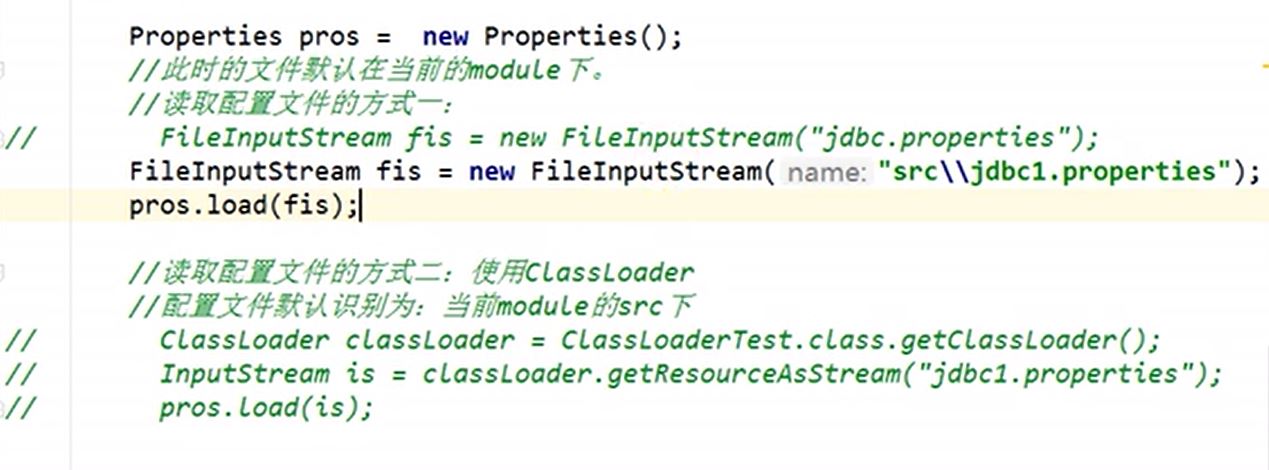 Properties pros =  new Properties();
//此时的文件默认在当前的module下。
//读取配置文件的方式一：
//        FileInputStream fis = new FileInputStream("jdbc.properties");
FileInputStream fis = new FileInputStream( name: "src\\jdbc1.properties");
pros.load(fis);
//读取配置文件的方式二：使用ClassLoader
//配置文件默认识别为：当前module的src下
//        ClassLoader classLoader = ClassLoaderTest.class.getClassLoader();
//        InputStream is = classLoader.getResourceAsStream("jdbc1.properties");
//        pros.load(is);